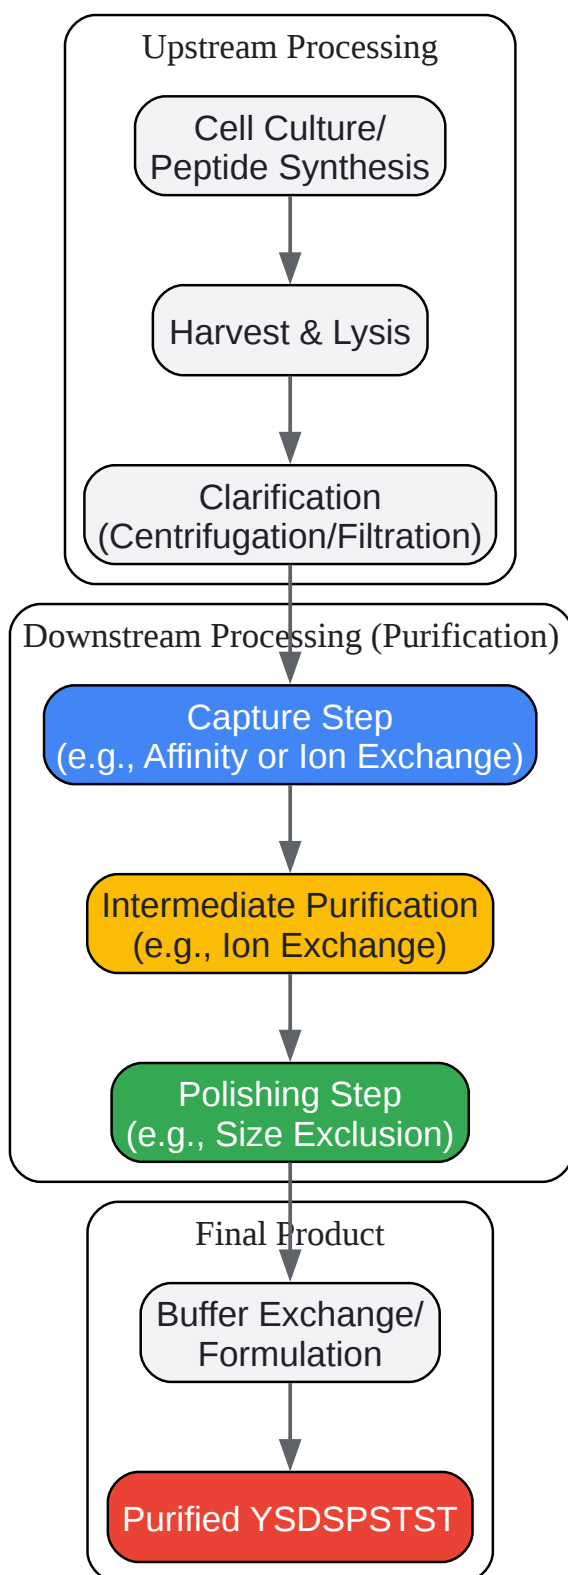 Upstream Processing
Cell Culture/
Peptide Synthesis
Harvest & Lysis
Clarification
(Centrifugation/Filtration)
Downstream Processing (Purification)
Capture Step
(e.g., Affinity or Ion Exchange)
Intermediate Purification
(e.g., Ion Exchange)
Polishing Step
(e.g., Size Exclusion)
Final Product
Buffer Exchange/
Formulation
Purified YSDSPSTST